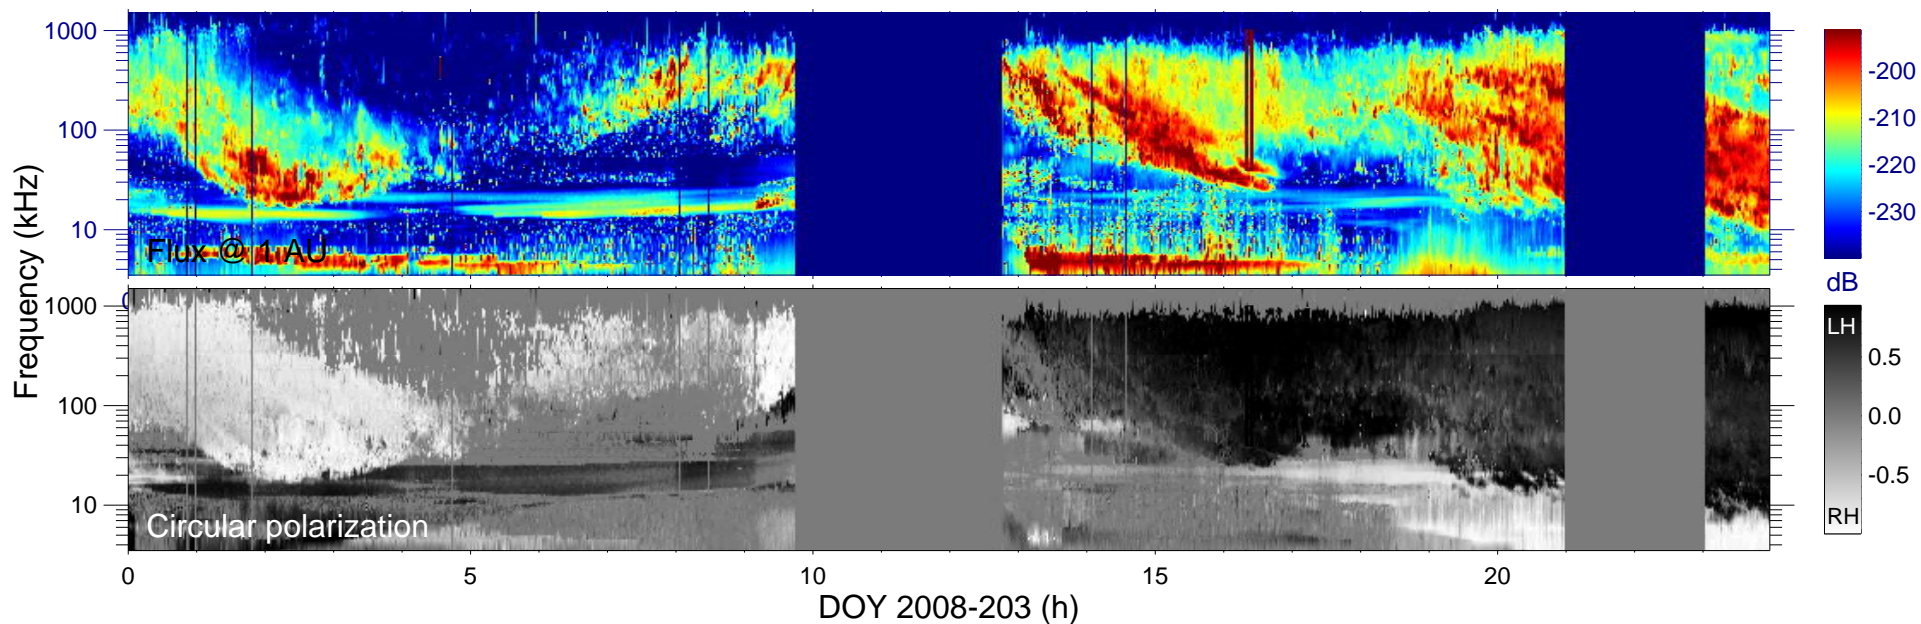 1000
100
10
Flux @ 1 AU
-200
-210
-220
-230
dB
0
Frequency (kHz)
1000
100
10
Circular polarization
LH
0.5
0.0
-0.5
RH
0
5
10
15
20
DOY 2008-203 (h)